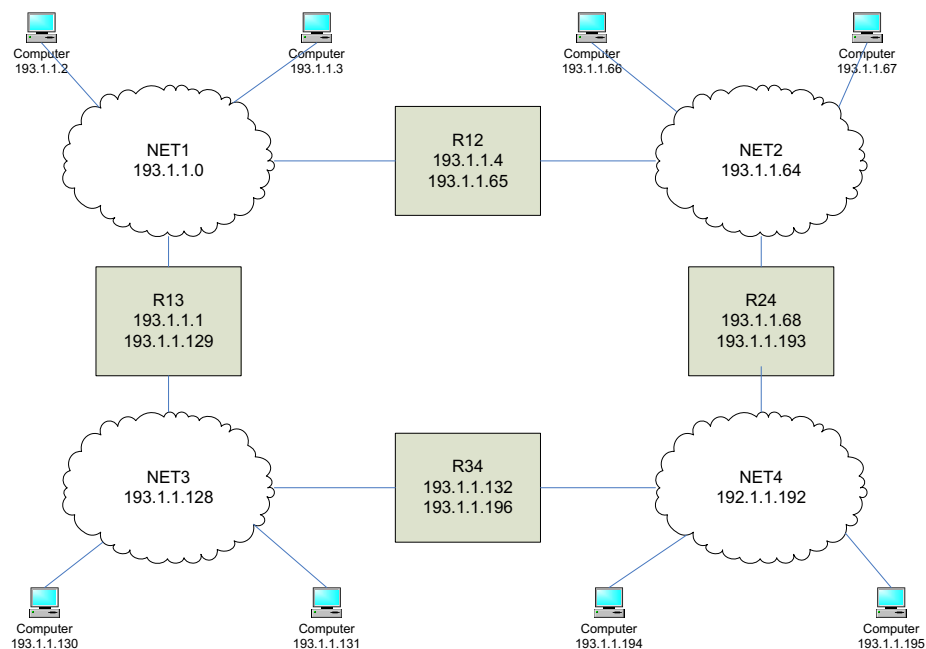 Computer
193.1.1.2
Computer
193.1.1.3
Computer
193.1.1.66
Computer
193.1.1.67
NET1
193.1.1.0
R12
193.1.1.4
193.1.1.65
NET2
193.1.1.64
R13
193.1.1.1
193.1.1.129
R24
193.1.1.68
193.1.1.193
NET3
193.1.1.128
R34
193.1.1.132
193.1.1.196
NET4
192.1.1.192
Computer
193.1.1.130
Computer
193.1.1.131
Computer
193.1.1.194
Computer
193.1.1.195